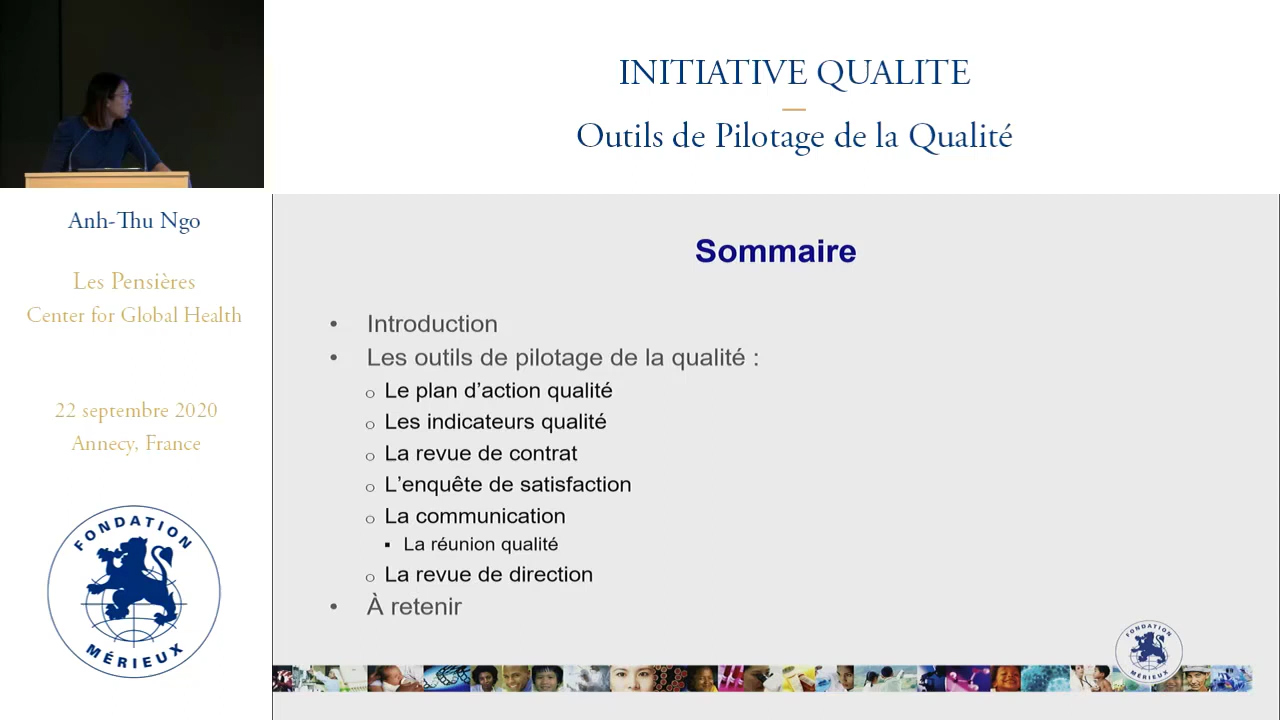 INITIATIVE QUALITE
Outils de Pilotage de la Qualité
Anh-Thu Ngo
Les Pensières
Center for Global Health
22 septembre 2020
Annecy, France
FONDATION
MÉRIEUX
Sommaire
• Introduction
• Les outils de pilotage de la qualité :
o Le plan d’action qualité
o Les indicateurs qualité
o La revue de contrat
o L’enquête de satisfaction
o La communication
▪ La réunion qualité
o La revue de direction
• À retenir
FONDATION
MÉRIEUX